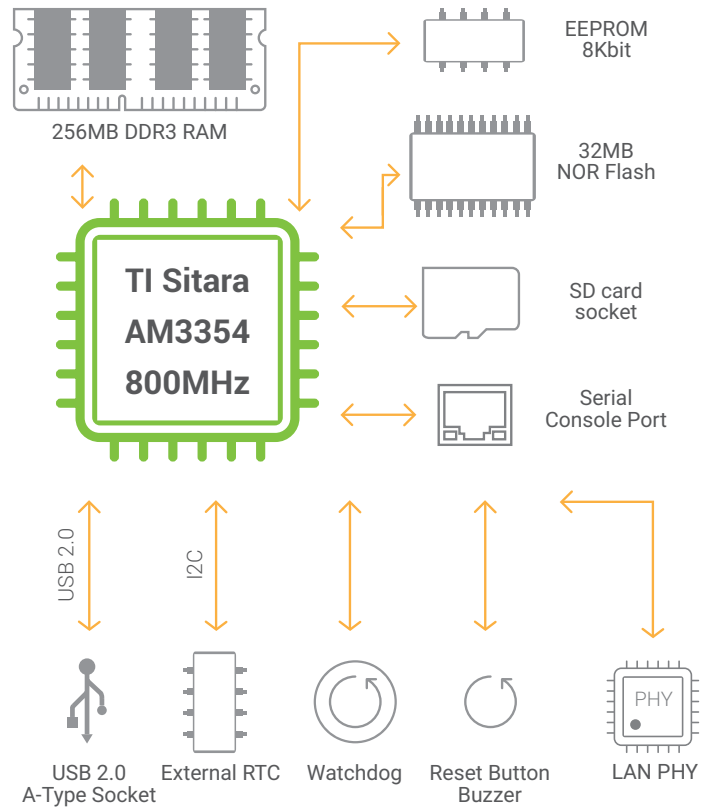 EEPROM
8Kbit
256MB DDR3 RAM
32MB
NOR Flash
TI Sitara
AM3354
800MHz
SD card
socket
Serial
Console Port
USB 2.0
I2C
PHY
USB 2.0
A-Type Socket
External RTC
Watchdog
Reset Button
Buzzer
LAN PHY